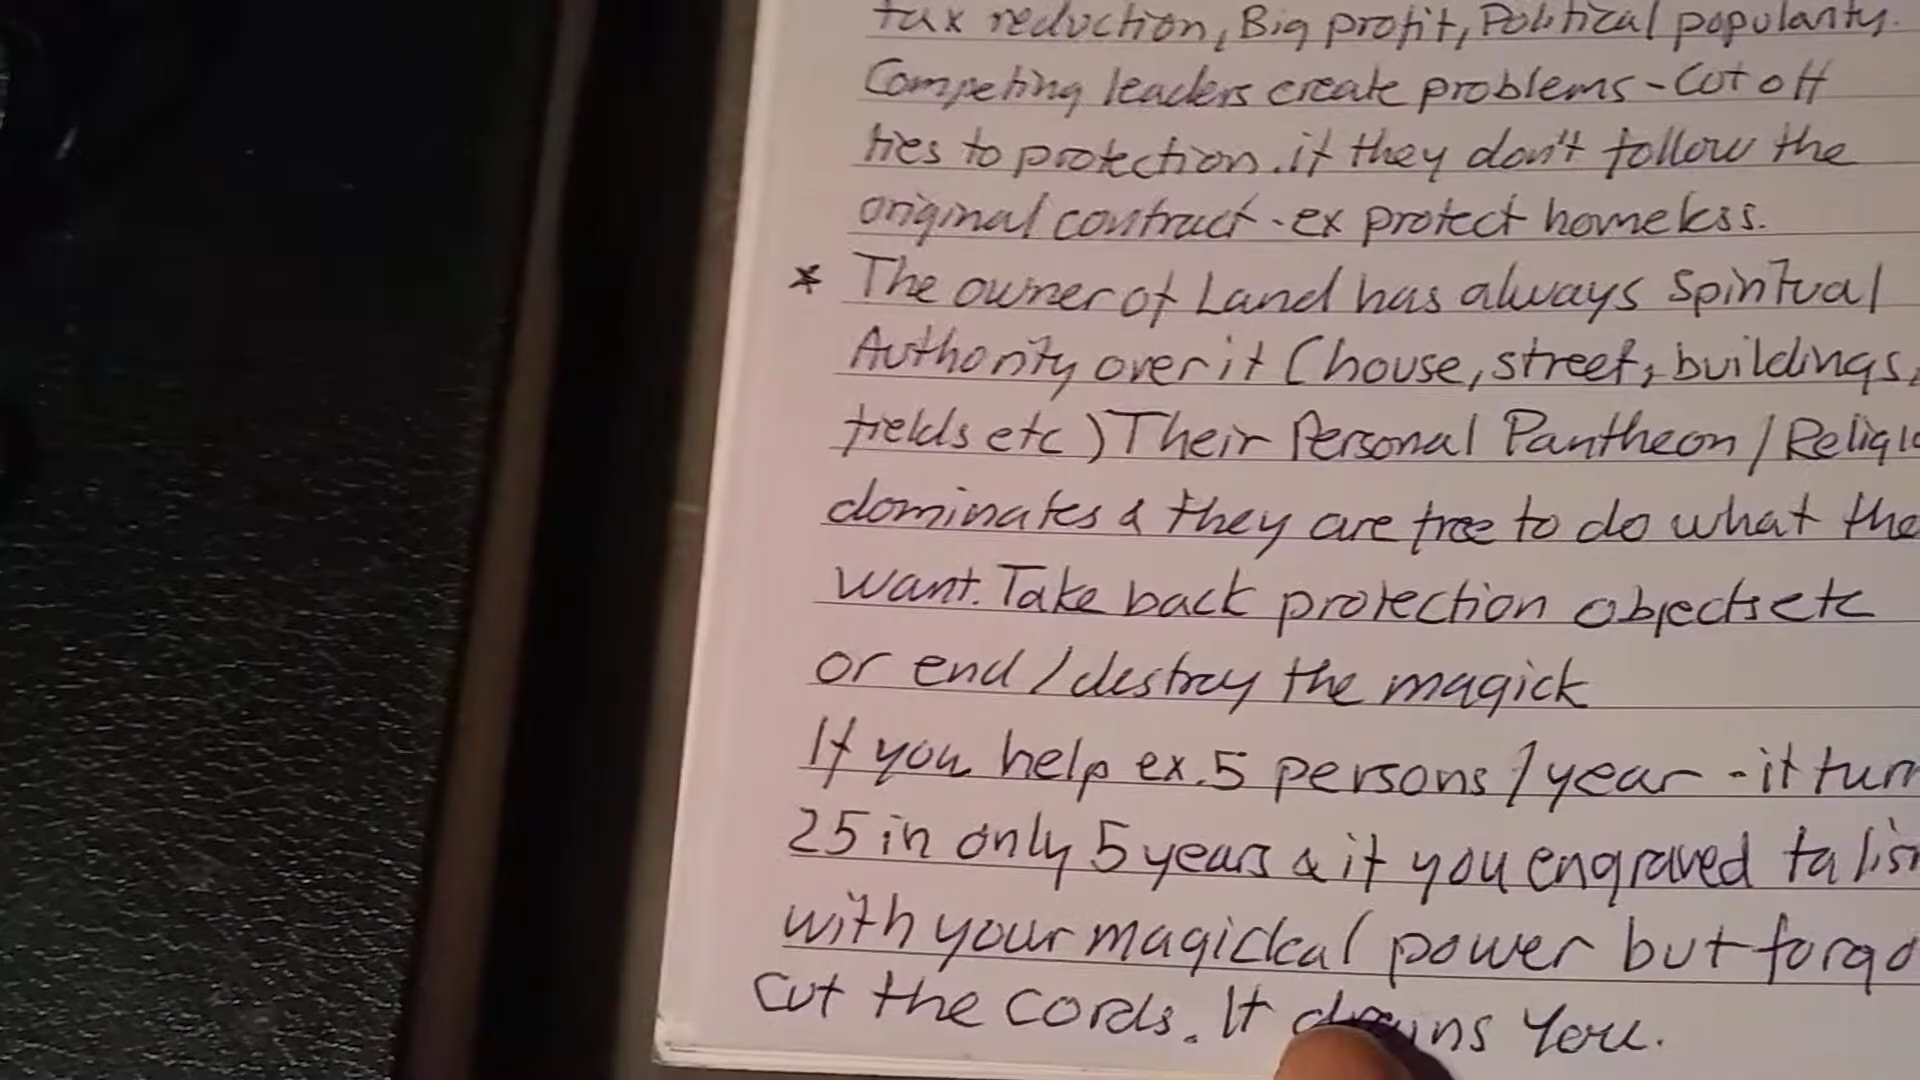 tax reduction, Big profit, Political popularity.
Competing leaders create problems - Cut off
ties to protection. if they don't follow the
original contract - ex protect homeless.
* The owner of Land has always Spiritual
Authority over it (house, street, buildings,
fields etc) Their Personal Pantheon / Religio
dominates & they are free to do what the
want. Take back protection objects etc
or end / destroy the magick
If you help ex. 5 persons / year - it turn
25 in only 5 years & if you engraved talism
with your magickal power but forgo
cut the cords. It drains You.